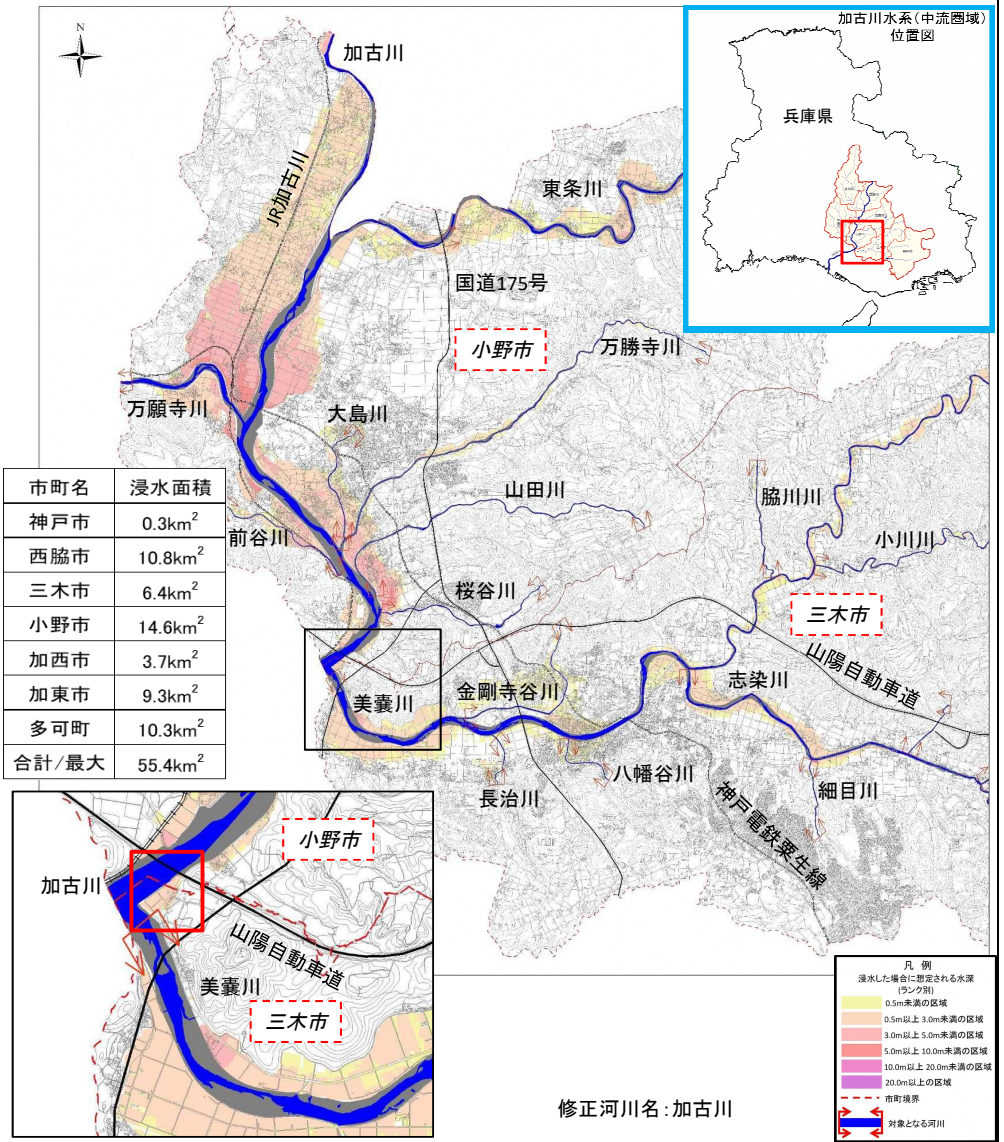 加古川水系(中流圏域)
位置図
兵庫県
N
加古川
JR加古川
東条川
国道175号
小野市
万勝寺川
万願寺川
大島川
山田川
脇川川
小川川
前谷川
桜谷川
三木市
山陽自動車道
美嚢川
金剛寺谷川
志染川
長治川
八幡谷川
細目川
神戸電鉄粟生線
市町名 浸水面積
神戸市 0.3km²
西脇市 10.8km²
三木市 6.4km²
小野市 14.6km²
加西市 3.7km²
加東市 9.3km²
多可町 10.3km²
合計/最大 55.4km²
小野市
加古川
山陽自動車道
美嚢川
三木市
修正河川名:加古川
凡 例
浸水した場合に想定される水深
(ランク別)
0.5m未満の区域
0.5m以上 3.0m未満の区域
3.0m以上 5.0m未満の区域
5.0m以上 10.0m未満の区域
10.0m以上 20.0m未満の区域
20.0m以上の区域
市町境界
対象となる河川